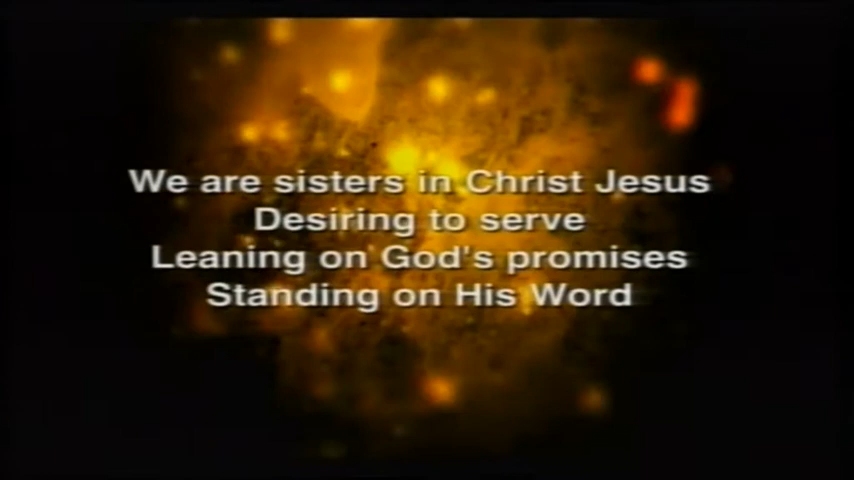 We are sisters in Christ Jesus
Desiring to serve
Leaning on God's promises
Standing on His Word